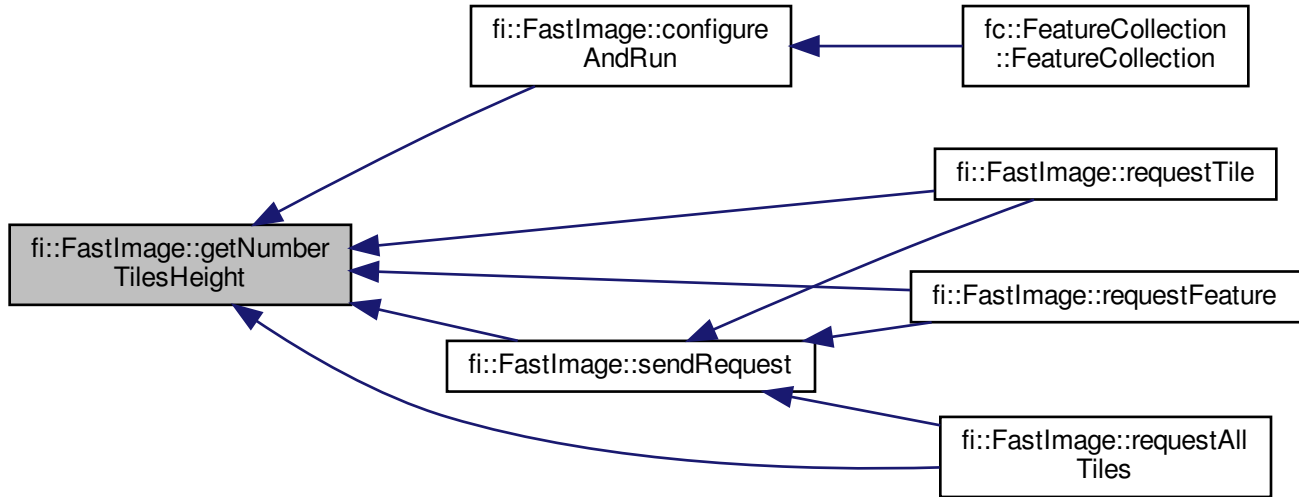 fi::FastImage::configure
AndRun
fc::FeatureCollection
::FeatureCollection
fi::FastImage::requestTile
fi::FastImage::getNumber
TilesHeight
fi::FastImage::requestFeature
fi::FastImage::sendRequest
fi::FastImage::requestAll
Tiles